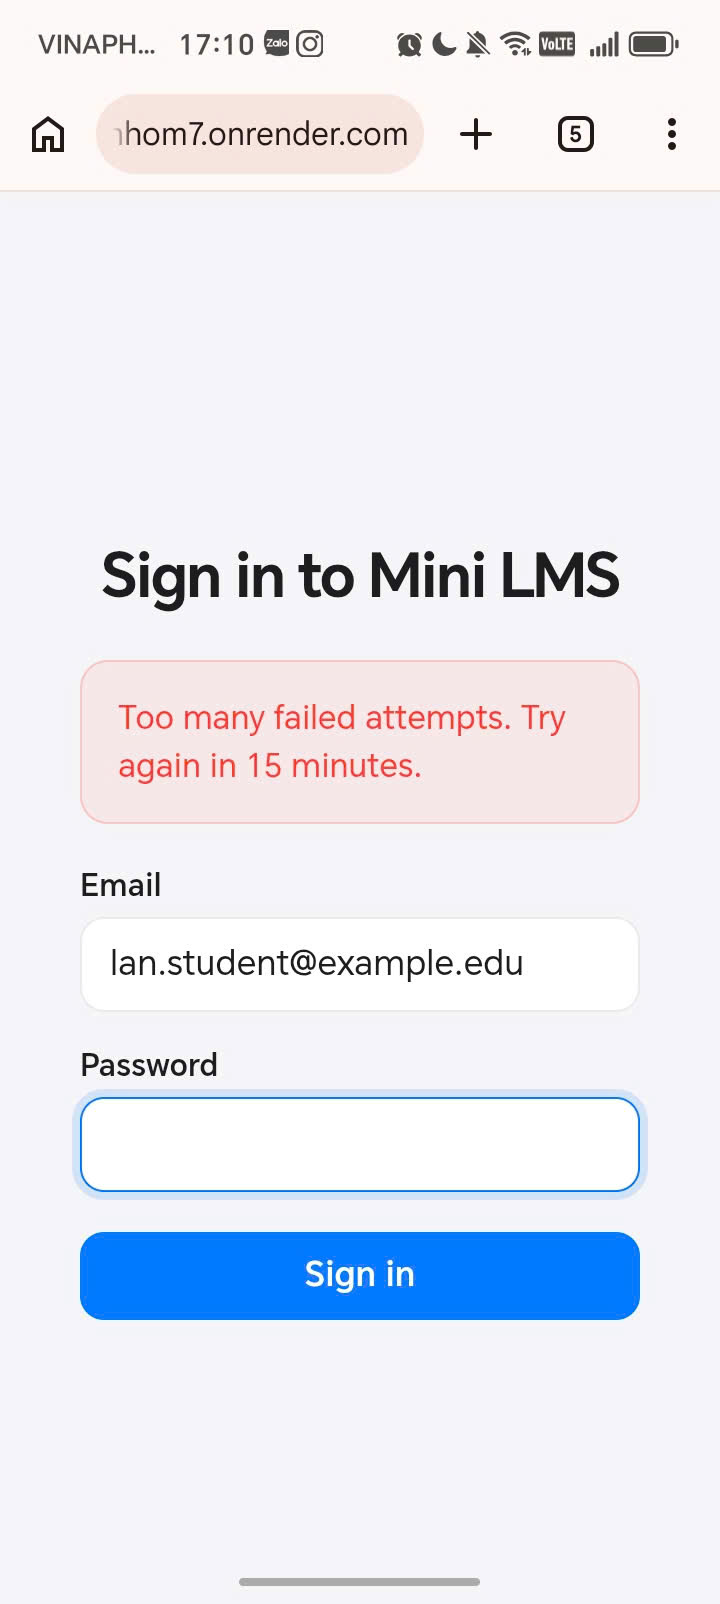 VINAPH... 17:10 Zalo VoLTE
hom7.onrender.com 5
Sign in to Mini LMS
Too many failed attempts. Try
again in 15 minutes.
Email
lan.student@example.edu
Password
Sign in